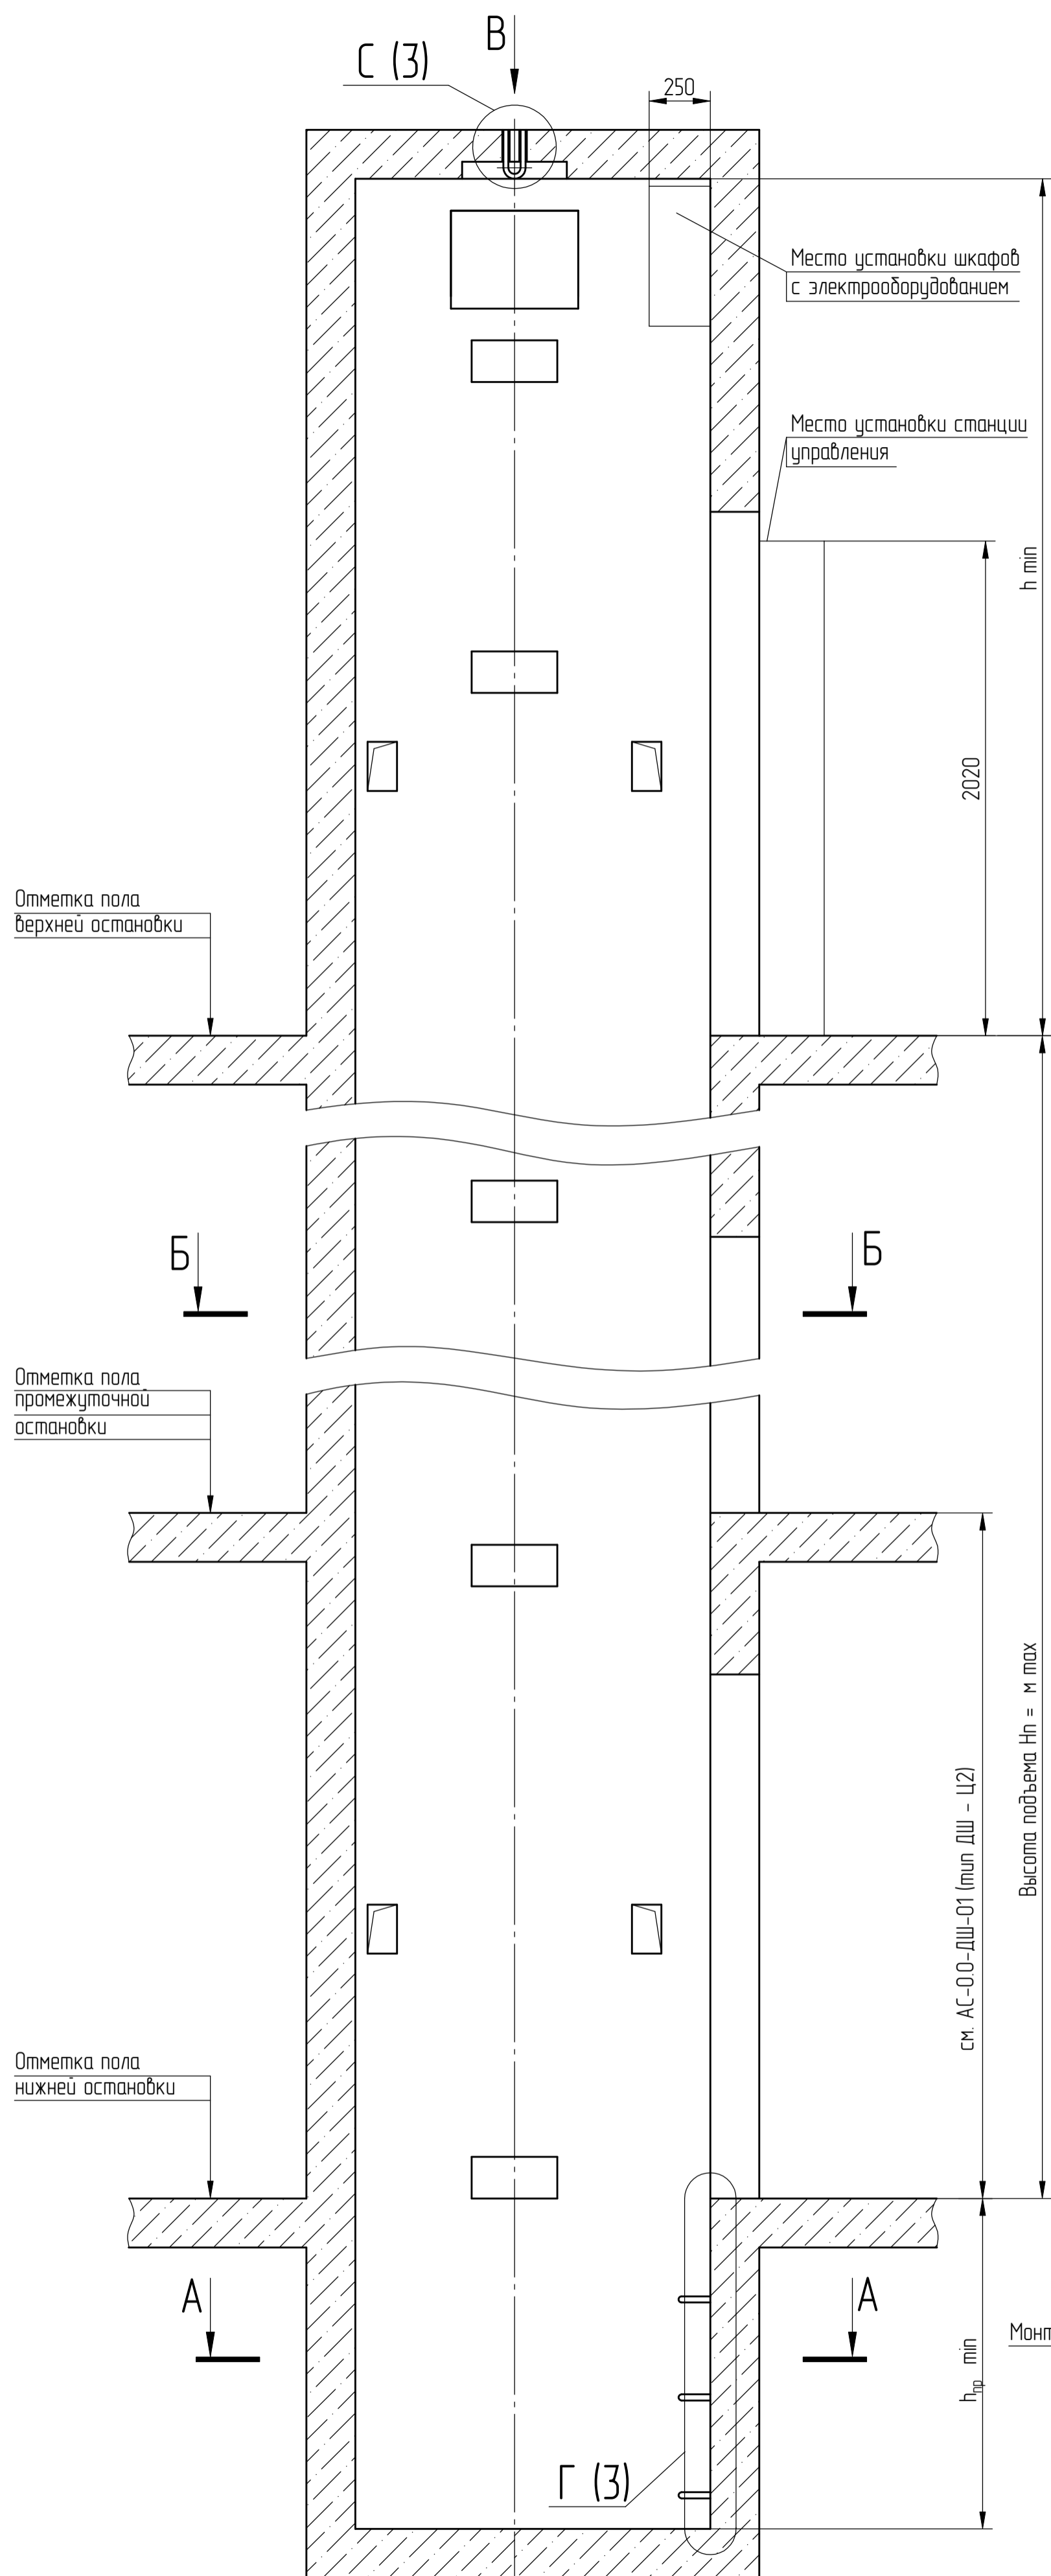 В
С (3)
250
Место установки шкафов
с электрооборудованием
Место установки станции
управления
h min
2020
Отметка пола
верхней остановки
Б
Б
Отметка пола
промежуточной
остановки
Высота подъема Нп = м max
см. АС-0.0-ДШ-01 (тип ДШ - Ц2)
Отметка пола
нижней остановки
А
А
hпр min
Монт
Г (3)